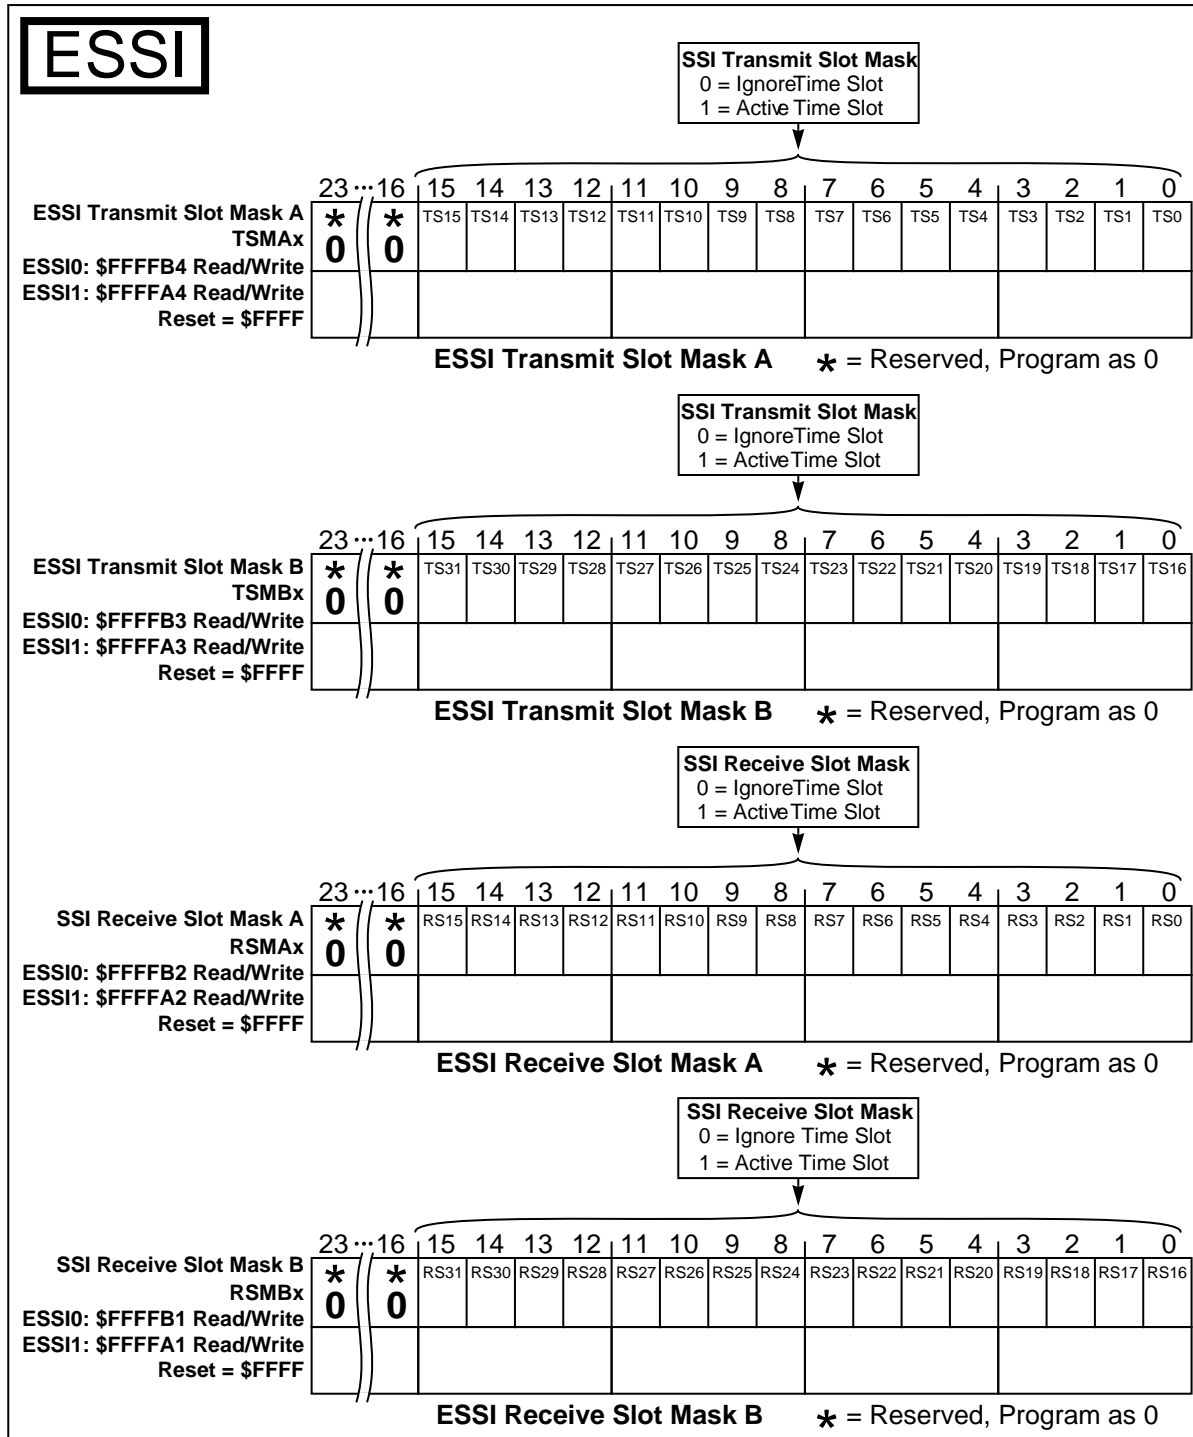 ESSI
SSI Transmit Slot Mask
0 = IgnoreTime Slot
1 = Active Time Slot
23 ··· 16 15 14 13 12 11 10 9 8 7 6 5 4 3 2 1 0
ESSI Transmit Slot Mask A
TSMAx
ESSI0: $FFFFB4 Read/Write
ESSI1: $FFFFA4 Read/Write
Reset = $FFFF
* * TS15 TS14 TS13 TS12 TS11 TS10 TS9 TS8 TS7 TS6 TS5 TS4 TS3 TS2 TS1 TS0
0 0
ESSI Transmit Slot Mask A * = Reserved, Program as 0
SSI Transmit Slot Mask
0 = IgnoreTime Slot
1 = ActiveTime Slot
23 ··· 16 15 14 13 12 11 10 9 8 7 6 5 4 3 2 1 0
ESSI Transmit Slot Mask B
TSMBx
ESSI0: $FFFFB3 Read/Write
ESSI1: $FFFFA3 Read/Write
Reset = $FFFF
* * TS31 TS30 TS29 TS28 TS27 TS26 TS25 TS24 TS23 TS22 TS21 TS20 TS19 TS18 TS17 TS16
0 0
ESSI Transmit Slot Mask B * = Reserved, Program as 0
SSI Receive Slot Mask
0 = IgnoreTime Slot
1 = ActiveTime Slot
23 ··· 16 15 14 13 12 11 10 9 8 7 6 5 4 3 2 1 0
SSI Receive Slot Mask A
RSMAx
ESSI0: $FFFFB2 Read/Write
ESSI1: $FFFFA2 Read/Write
Reset = $FFFF
* * RS15 RS14 RS13 RS12 RS11 RS10 RS9 RS8 RS7 RS6 RS5 RS4 RS3 RS2 RS1 RS0
0 0
ESSI Receive Slot Mask A * = Reserved, Program as 0
SSI Receive Slot Mask
0 = Ignore Time Slot
1 = Active Time Slot
23 ··· 16 15 14 13 12 11 10 9 8 7 6 5 4 3 2 1 0
SSI Receive Slot Mask B
RSMBx
ESSI0: $FFFFB1 Read/Write
ESSI1: $FFFFA1 Read/Write
Reset = $FFFF
* * RS31 RS30 RS29 RS28 RS27 RS26 RS25 RS24 RS23 RS22 RS21 RS20 RS19 RS18 RS17 RS16
0 0
ESSI Receive Slot Mask B * = Reserved, Program as 0